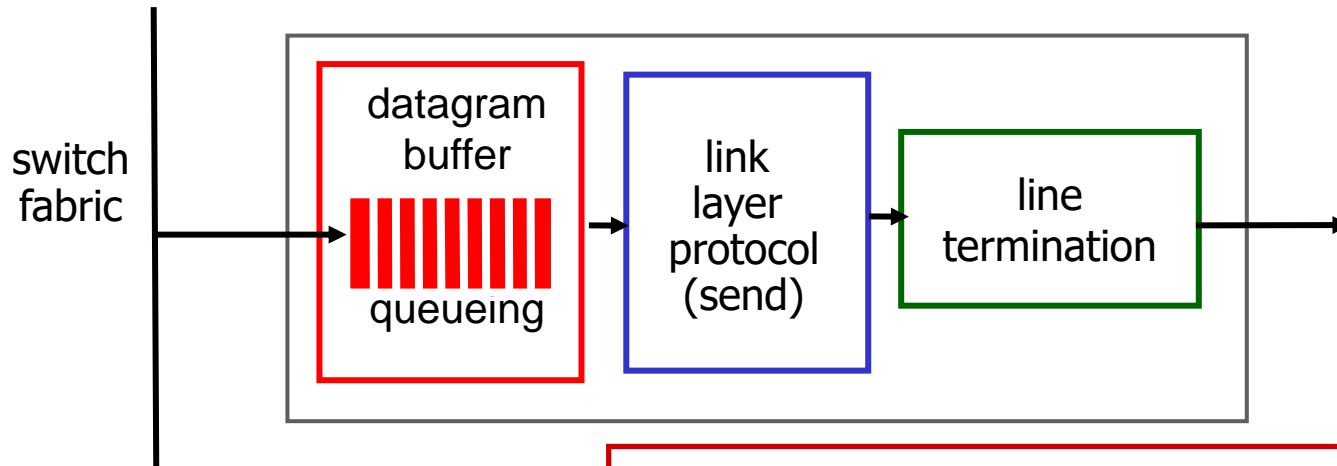 switch
fabric
datagram
buffer
queueing
link
layer
protocol
(send)
line
termination